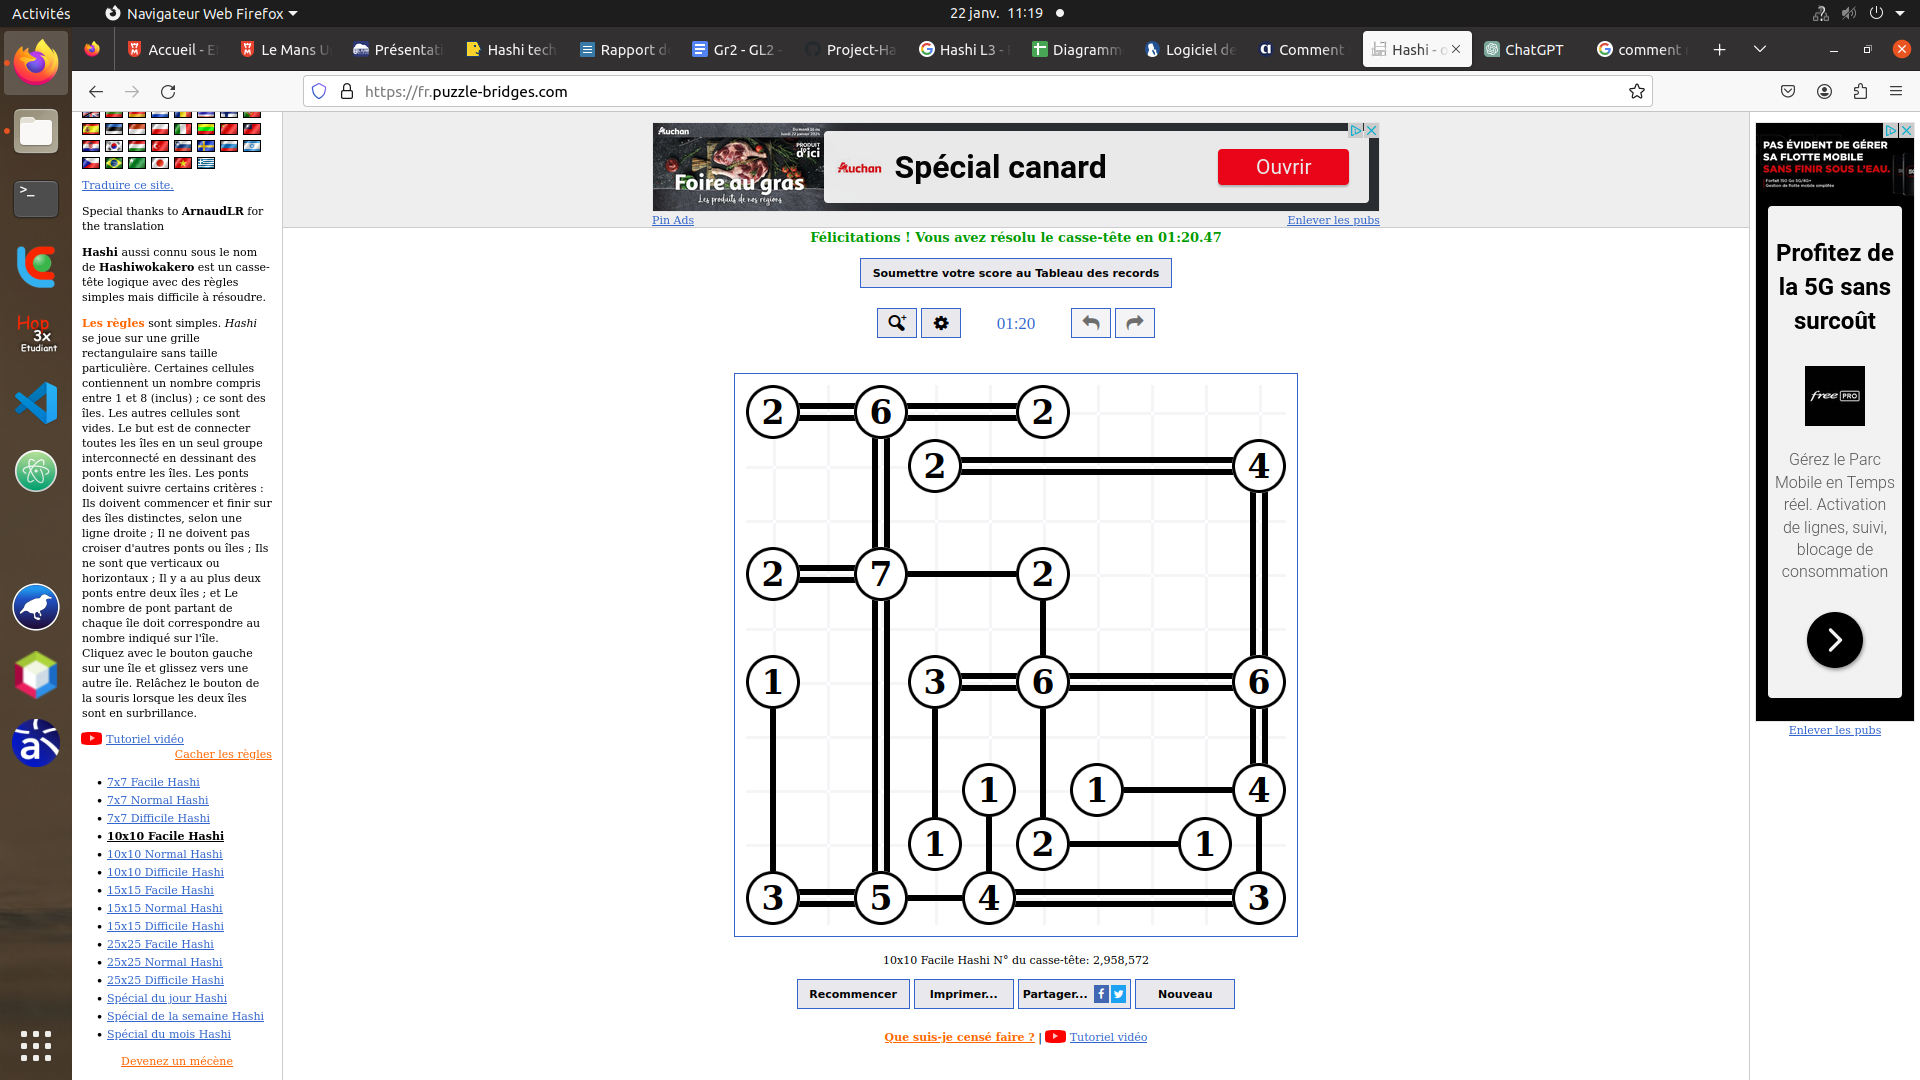 Activités
Navigateur Web Firefox
22 janv. 11:19
Accueil - E
Le Mans U
Présentati
Hashi tech
Rapport d
Gr2 - GL2 -
Project-Ha
Hashi L3 -
Diagramm
Logiciel de
Comment
Hashi - o
ChatGPT
comment
https://fr.puzzle-bridges.com
Traduire ce site.
Special thanks to ArnaudLR for
the translation
Hashi aussi connu sous le nom
de Hashiwokakero est un casse-
tête logique avec des règles
simples mais difficile à résoudre.
Les règles sont simples. Hashi
se joue sur une grille
rectangulaire sans taille
particulière. Certaines cellules
contiennent un nombre compris
entre 1 et 8 (inclus) ; ce sont des
îles. Les autres cellules sont
vides. Le but est de connecter
toutes les îles en un seul groupe
interconnecté en dessinant des
ponts entre les îles. Les ponts
doivent suivre certains critères :
Ils doivent commencer et finir sur
des îles distinctes, selon une
ligne droite ; Il ne doivent pas
croiser d'autres ponts ou îles ; Ils
ne sont que verticaux ou
horizontaux ; Il y a au plus deux
ponts entre deux îles ; et Le
nombre de pont partant de
chaque île doit correspondre au
nombre indiqué sur l'île.
Cliquez avec le bouton gauche
sur une île et glissez vers une
autre île. Relâchez le bouton de
la souris lorsque les deux îles
sont en surbrillance.
Tutoriel vidéo
Cacher les règles
7x7 Facile Hashi
7x7 Normal Hashi
7x7 Difficile Hashi
10x10 Facile Hashi
10x10 Normal Hashi
10x10 Difficile Hashi
15x15 Facile Hashi
15x15 Normal Hashi
15x15 Difficile Hashi
25x25 Facile Hashi
25x25 Normal Hashi
25x25 Difficile Hashi
Spécial du jour Hashi
Spécial de la semaine Hashi
Spécial du mois Hashi
Devenez un mécène
Hop
3x
Etudiant
Auchan
PRODUIT
d'ici
Foire au gras
Les produits de nos régions
Auchan
Spécial canard
Ouvrir
Pin Ads
Enlever les pubs
Félicitations ! Vous avez résolu le casse-tête en 01:20.47
Soumettre votre score au Tableau des records
01:20
2 6 2
2 4
2 7 2
1 3 6 6
1 1 4
1 2 1
3 5 4 3
10x10 Facile Hashi N° du casse-tête: 2,958,572
Recommencer
Imprimer...
Partager...
Nouveau
Que suis-je censé faire ? | Tutoriel vidéo
PAS ÉVIDENT DE GÉRER
SA FLOTTE MOBILE
SANS FINIR SOUS L'EAU.
Profitez de
la 5G sans
surcoût
free PRO
Gérez le Parc
Mobile en Temps
réel. Activation
de lignes, suivi,
blocage de
consommation
Enlever les pubs